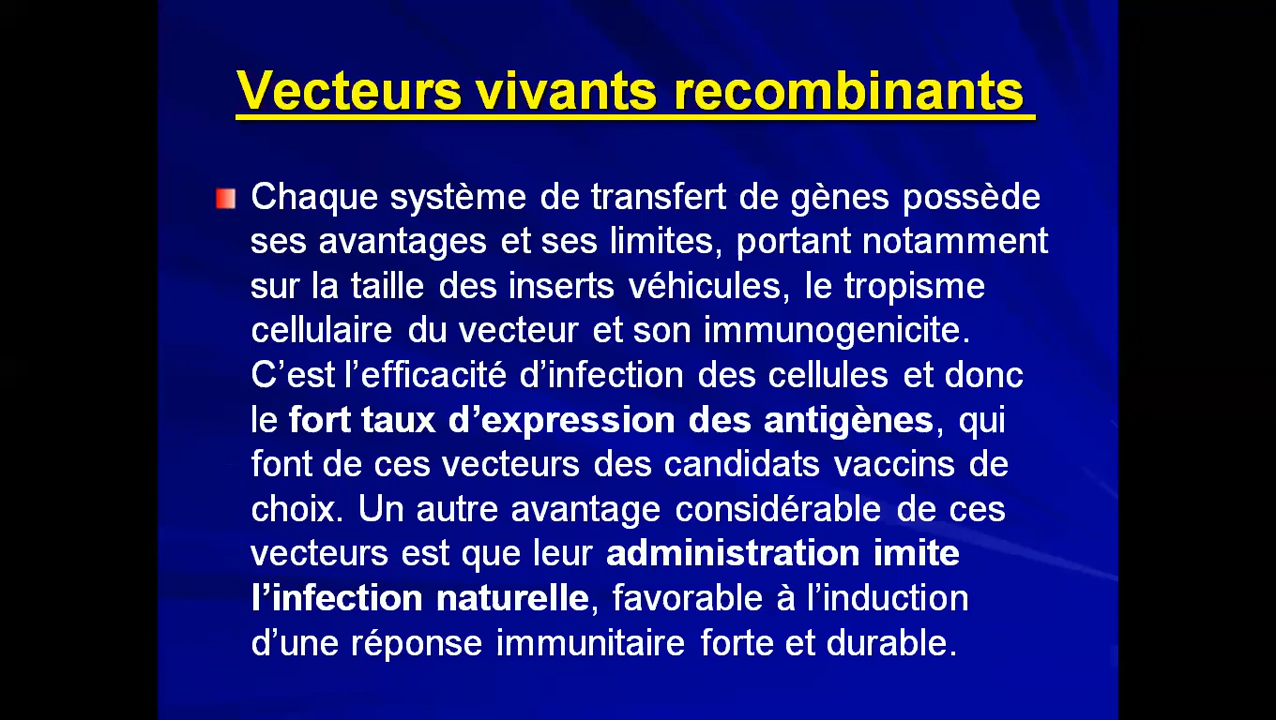 Vecteurs vivants recombinants
Chaque système de transfert de gènes possède
ses avantages et ses limites, portant notamment
sur la taille des inserts véhicules, le tropisme
cellulaire du vecteur et son immunogenicite.
C’est l’efficacité d’infection des cellules et donc
le fort taux d’expression des antigènes, qui
font de ces vecteurs des candidats vaccins de
choix. Un autre avantage considérable de ces
vecteurs est que leur administration imite
l’infection naturelle, favorable à l’induction
d’une réponse immunitaire forte et durable.